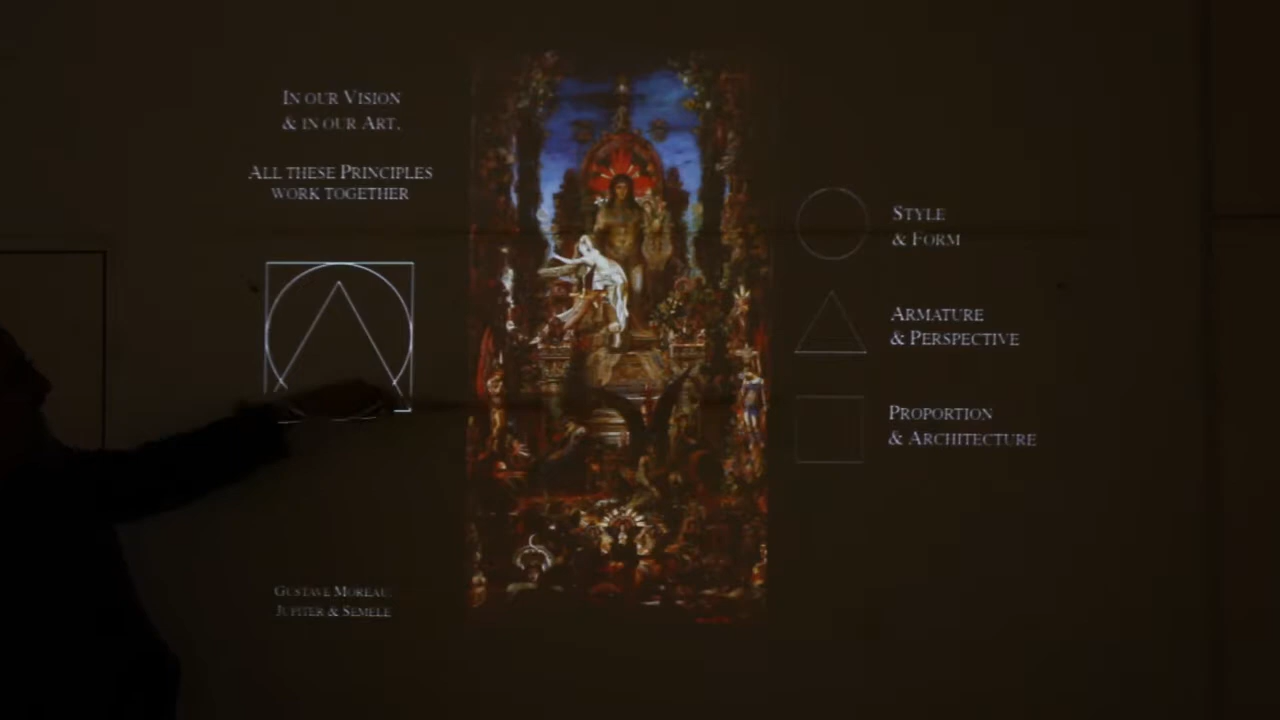 In our Vision
& in our Art,
All these Principles
work together
Style
& Form
Armature
& Perspective
Proportion
& Architecture
Gustave Moreau
Jupiter & Semele